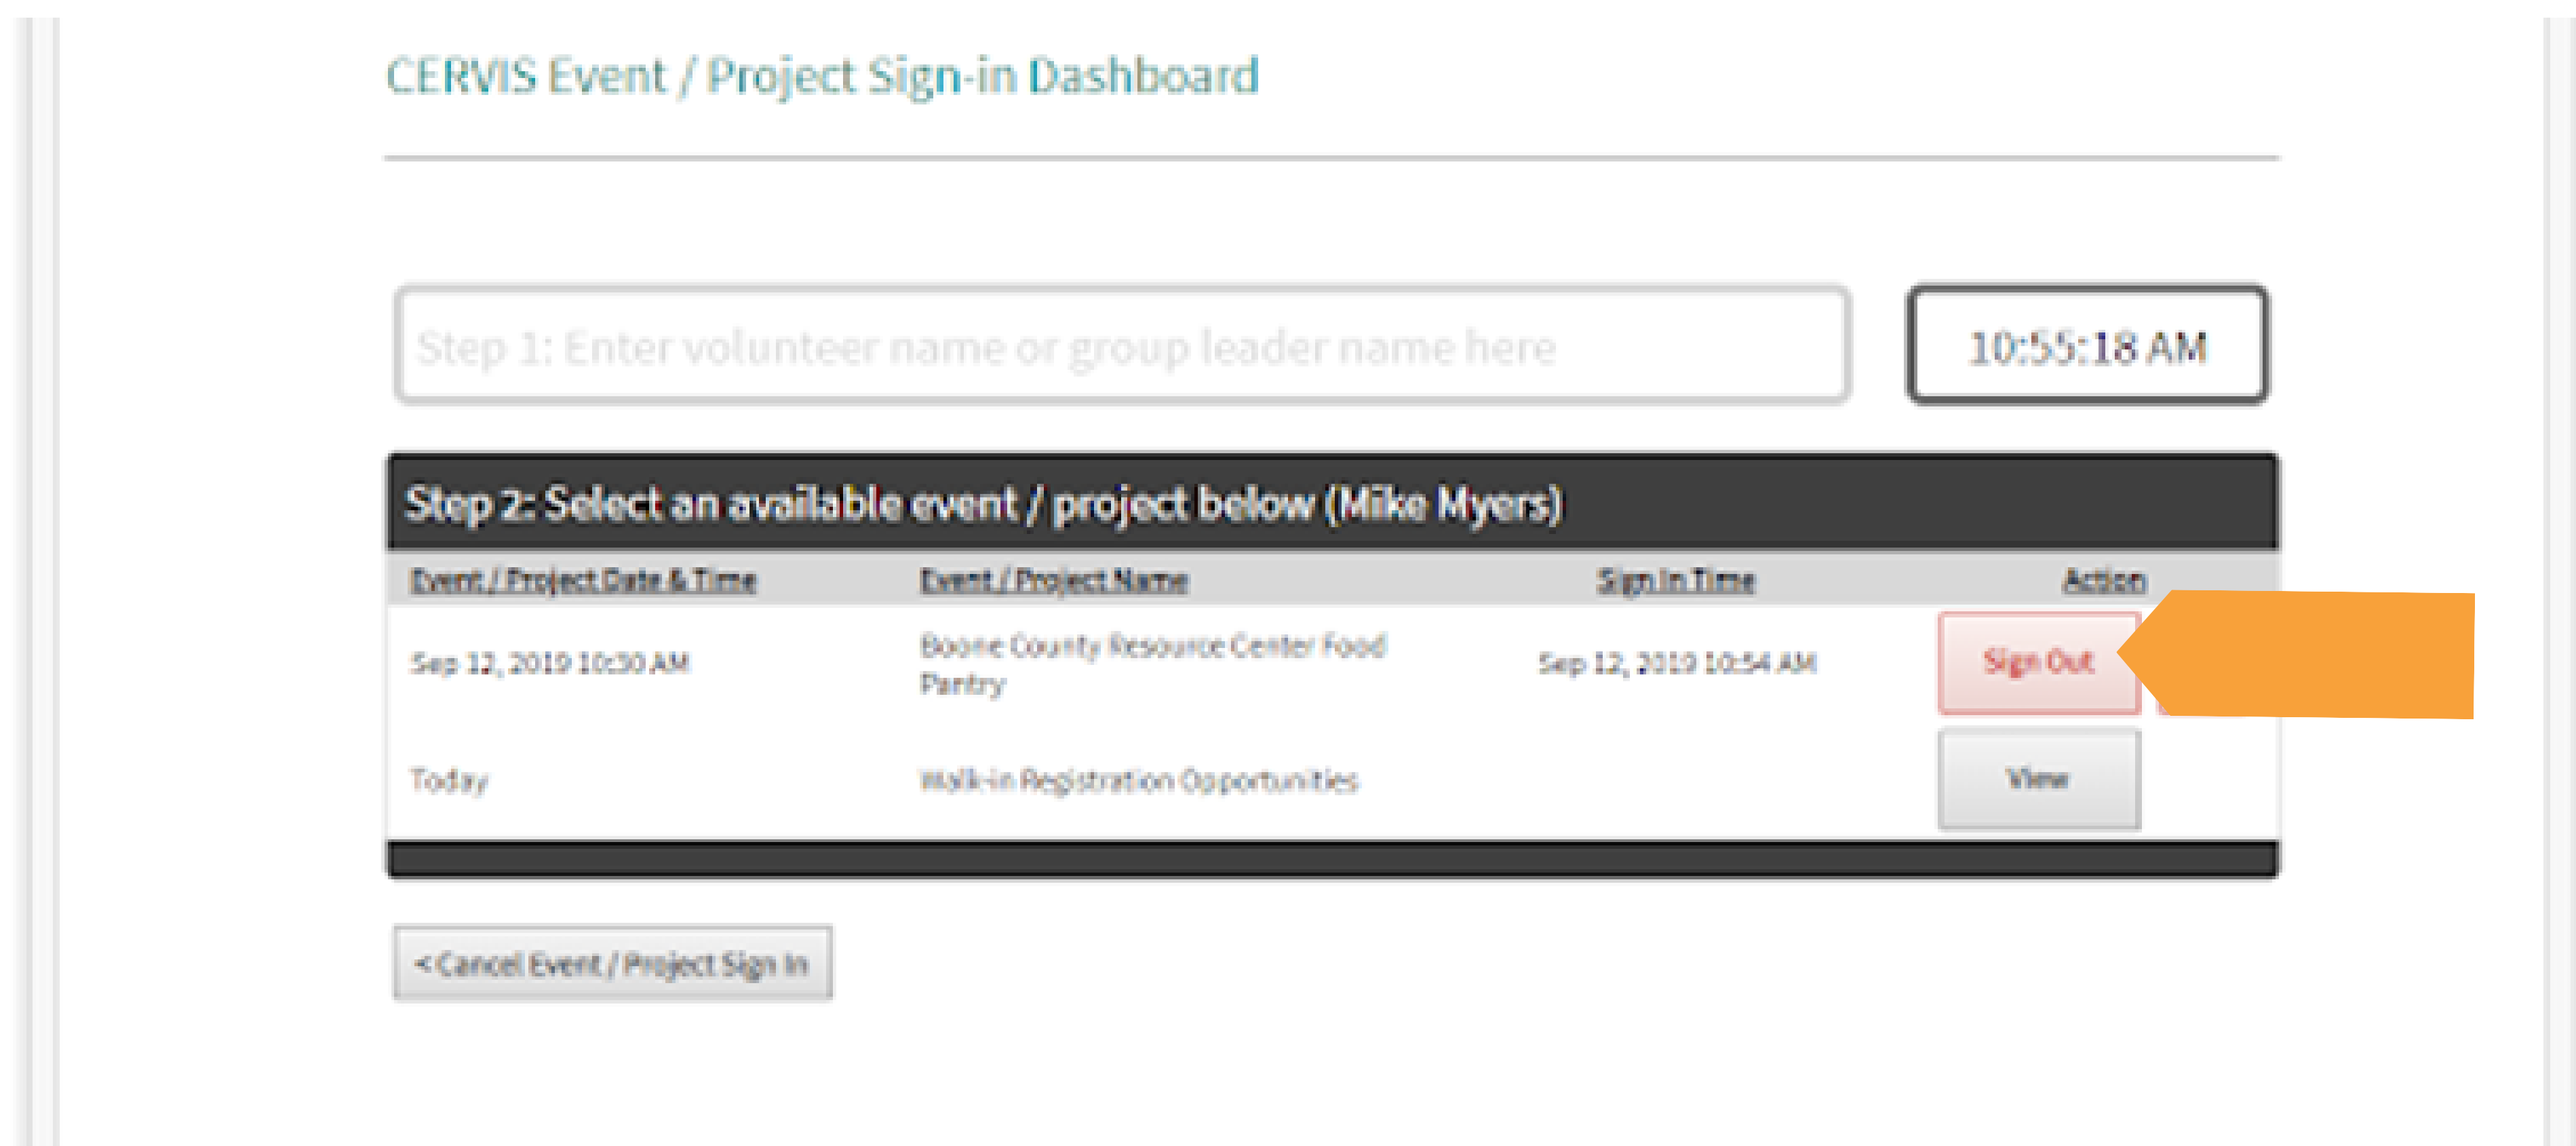 CERVIS Event / Project Sign-in Dashboard
Step 1: Enter volunteer name or group leader name here
10:55:18 AM
Step 2: Select an available event / project below (Mike Myers)
Event / Project Date & Time Event / Project Name Sign In Time Action
Sep 12, 2019 10:30 AM Boone County Resource Center Food Sep 12, 2019 10:54 AM Sign Out
Pantry
Today Walk-in Registration Opportunities View
< Cancel Event / Project Sign In